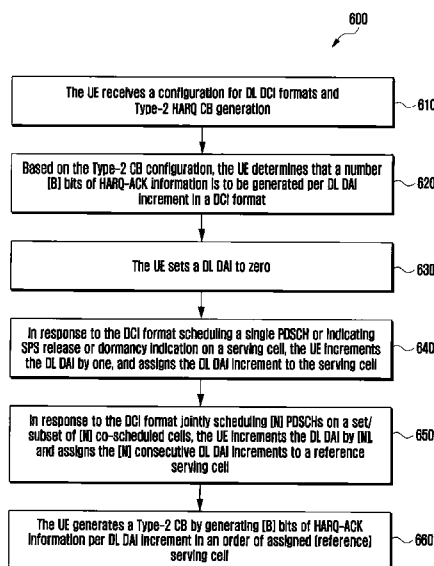 600
The UE receives a configuration for DL DCI formats and
Type-2 HARQ CB generation
610
Based on the Type-2 CB configuration, the UE determines that a number
[B] bits of HARQ-ACK information is to be generated per DL DAI
increment in a DCI format
620
The UE sets a DL DAI to zero
630
In response to the DCI format scheduling a single PDSCH or indicating
SPS release or dormancy indication on a serving cell, the UE increments
the DL DAI by one, and assigns the DL DAI increment to the serving cell
640
In response to the DCI format jointly scheduling [N] PDSCHs on a set/
subset of [N] co-scheduled cells, the UE increments the DL DAI by [N],
and assigns the [N] consecutive DL DAI increments to a reference
serving cell
650
The UE generates a Type-2 CB by generating [B] bits of HARQ-ACK
information per DL DAI increment in an order of assigned (reference)
serving cell
660